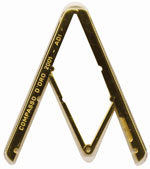 COMPASSO D'ORO 2001 - ADI